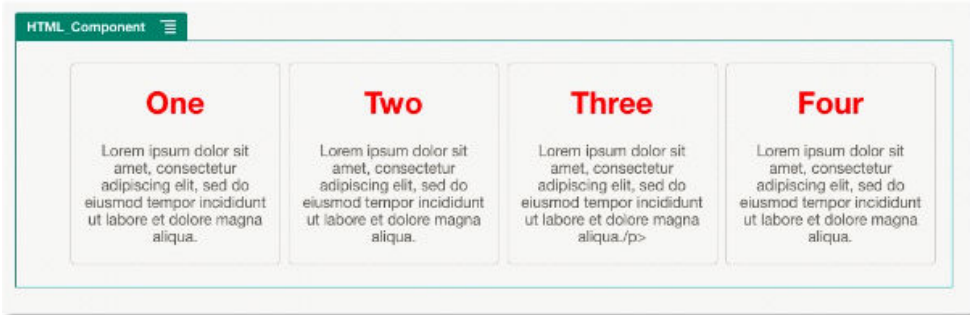 HTML_Component
One
Lorem ipsum dolor sit
amet, consectetur
adipiscing elit, sed do
eiusmod tempor incididunt
ut labore et dolore magna
aliqua.
Two
Lorem ipsum dolor sit
amet, consectetur
adipiscing elit, sed do
eiusmod tempor incididunt
ut labore et dolore magna
aliqua.
Three
Lorem ipsum dolor sit
amet, consectetur
adipiscing elit, sed do
eiusmod tempor incididunt
ut labore et dolore magna
aliqua./p>
Four
Lorem ipsum dolor sit
amet, consectetur
adipiscing elit, sed do
eiusmod tempor incididunt
ut labore et dolore magna
aliqua.